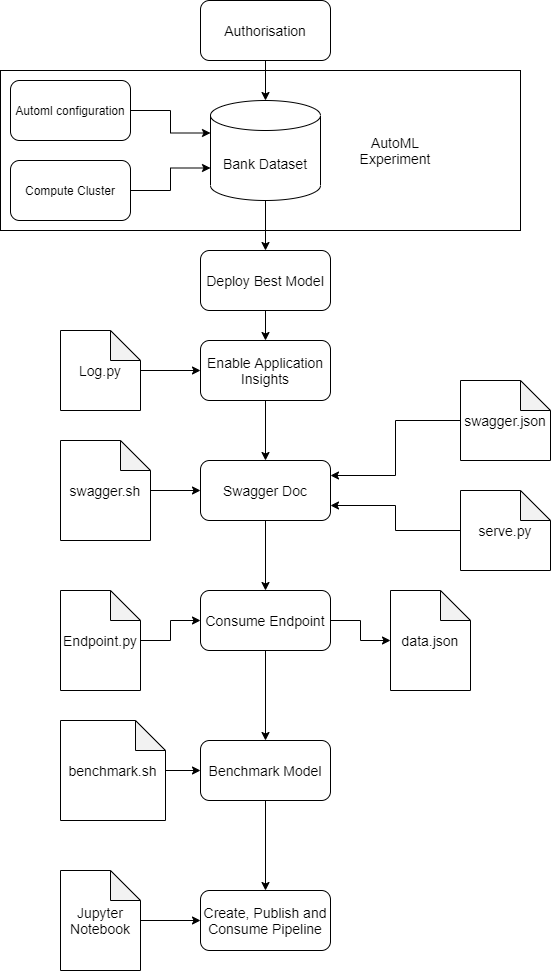 Authorisation
Automl configuration
Compute Cluster
Bank Dataset
AutoML
Experiment
Deploy Best Model
Log.py
Enable Application
Insights
swagger.json
swagger.sh
Swagger Doc
serve.py
Endpoint.py
Consume Endpoint
data.json
benchmark.sh
Benchmark Model
Jupyter
Notebook
Create, Publish and
Consume Pipeline